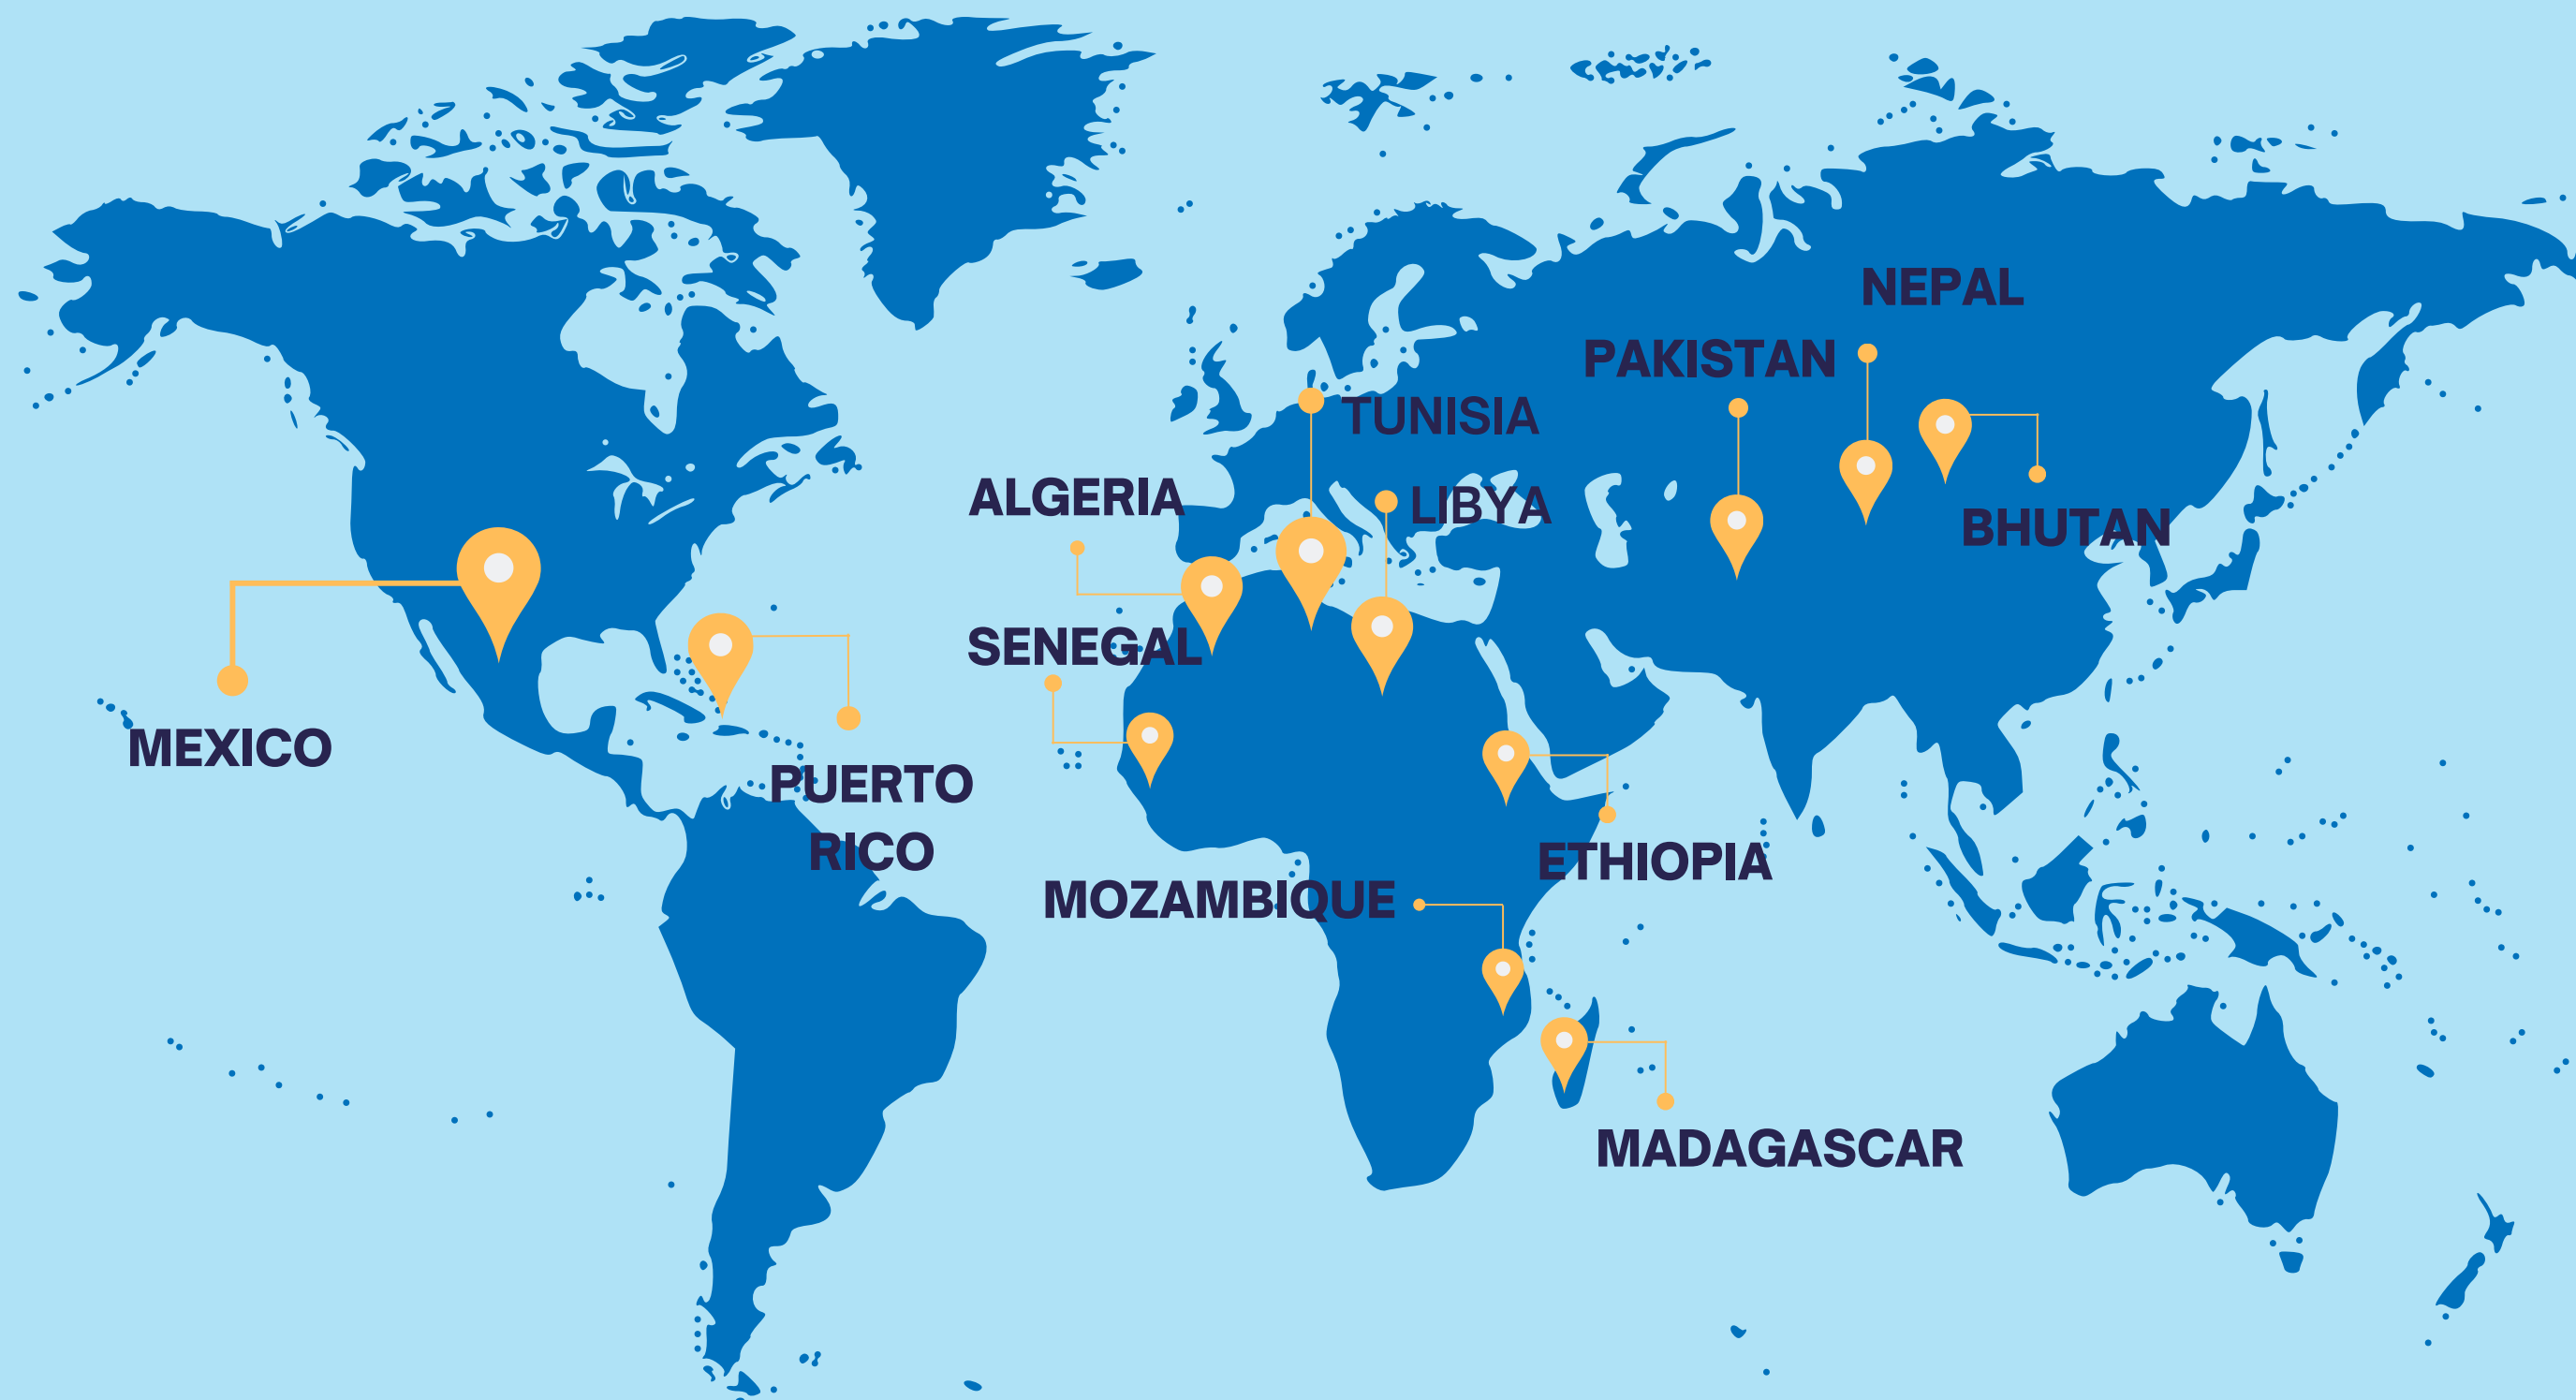 NEPAL
PAKISTAN
TUNISIA
ALGERIA
LIBYA
BHUTAN
SENEGAL
MEXICO
PUERTO
RICO
ETHIOPIA
MOZAMBIQUE
MADAGASCAR